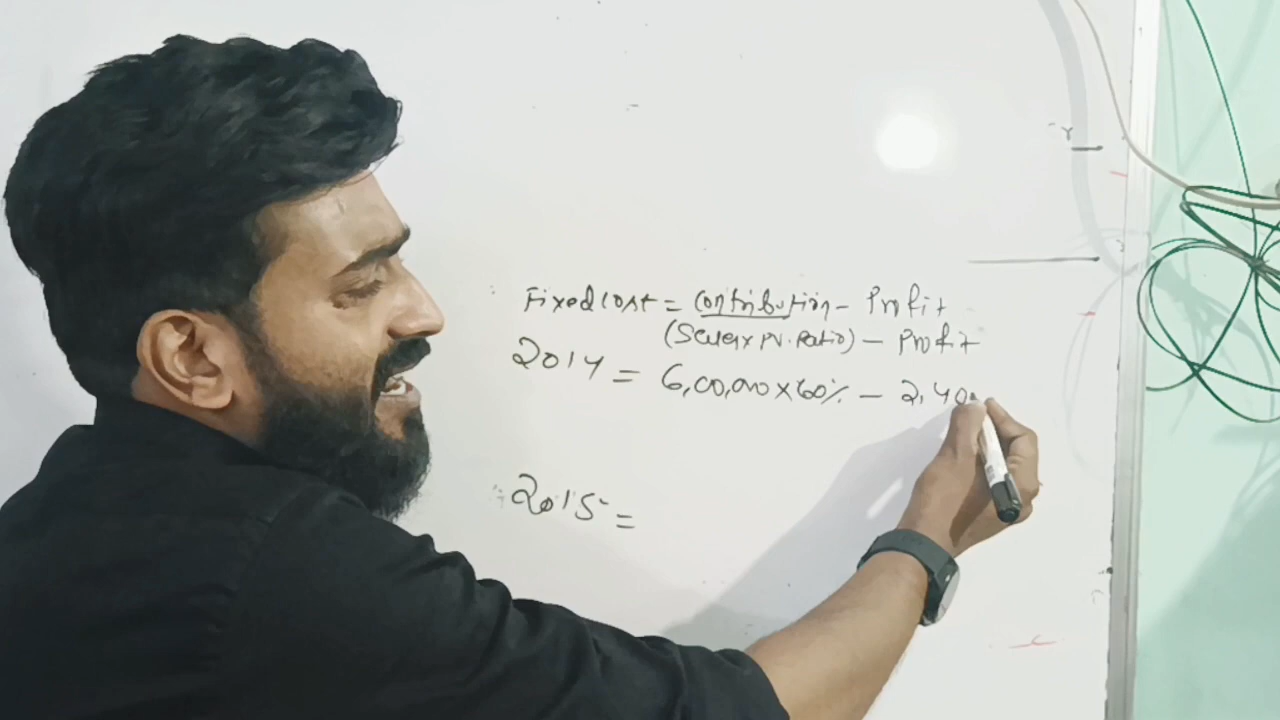 Fixed cost = Contribution - Profit
(Sales x P.V. Ratio) - Profit
2014 = 6,00,000 x 60% - 2,40
2015 =